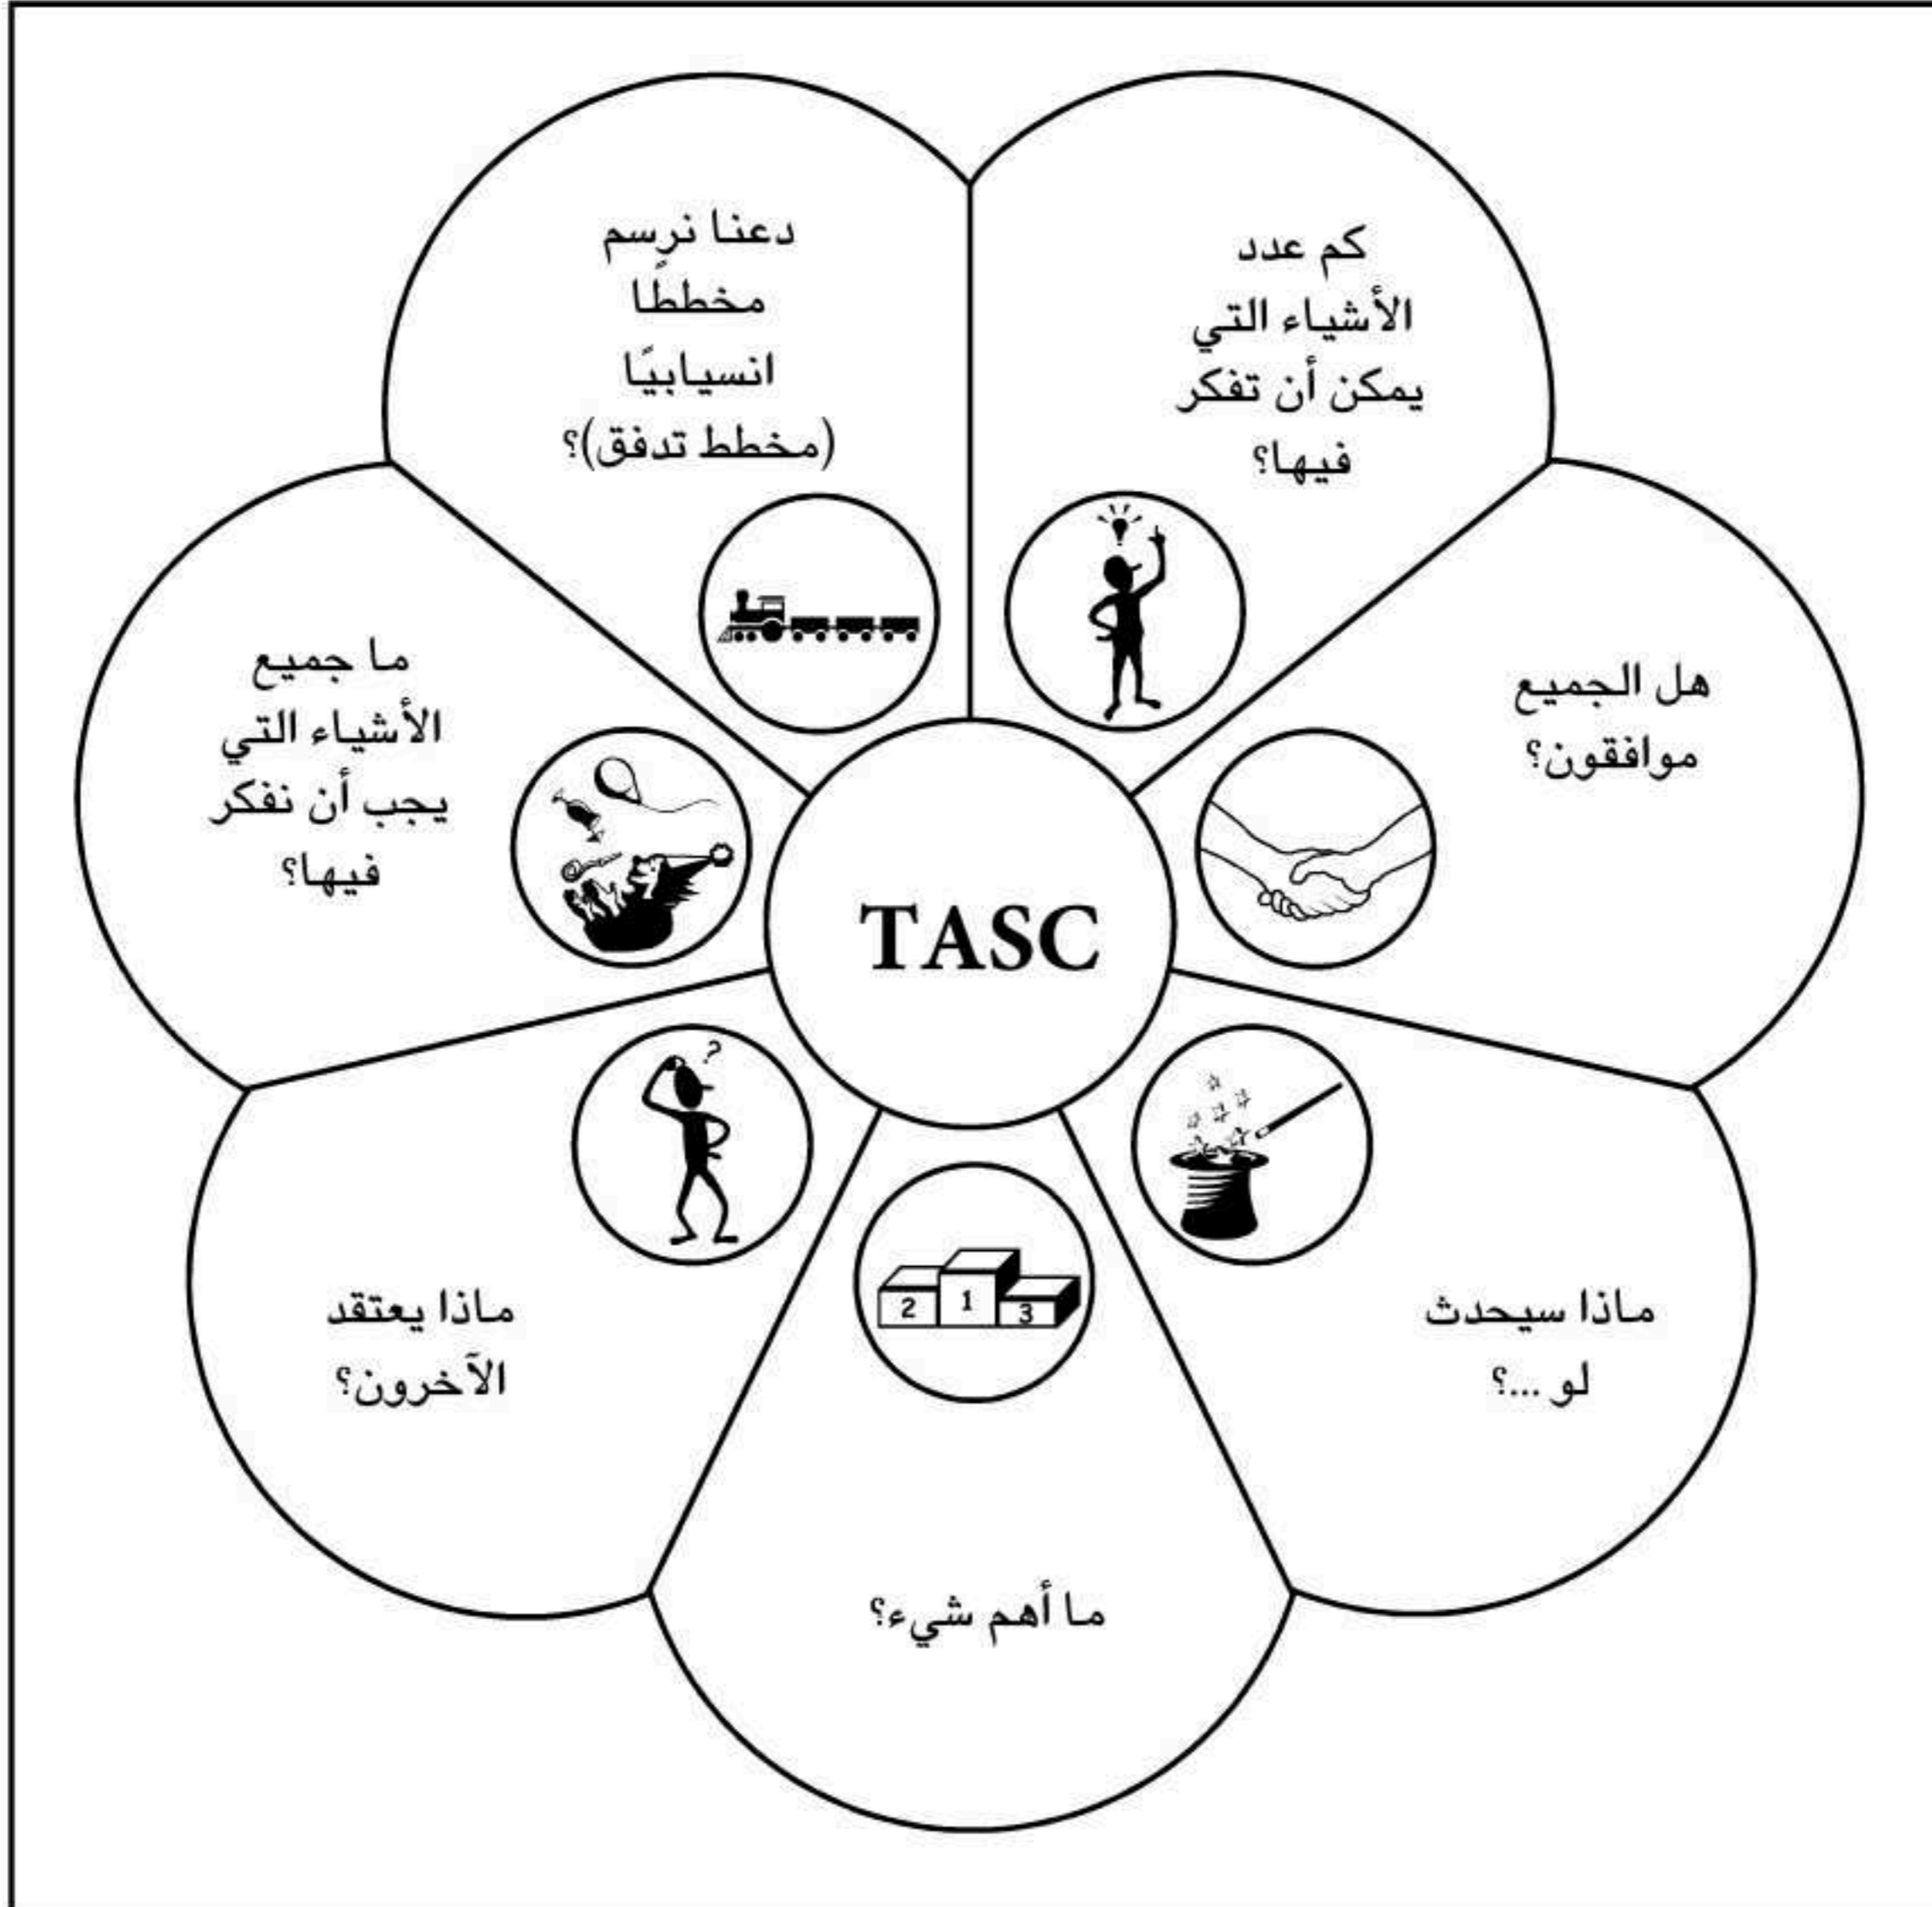 كم عدد
الأشياء التي
يمكن أن تفكر
فيها؟
هل الجميع
موافقون؟
ماذا سيحدث
لو ...؟
ما أهم شيء؟
ماذا يعتقد
الآخرون؟
ما جميع
الأشياء التي
يجب أن نفكر
فيها؟
دعنا نرسم
مخططًا
انسيابيًا
(مخطط تدفق)؟
TASC
?
2 1 3